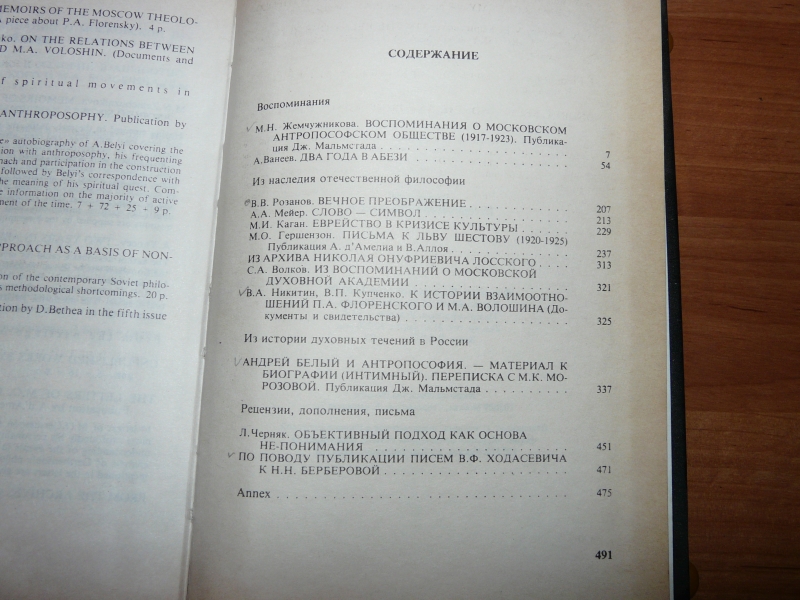 MEMOIRS OF THE MOSCOW THEOLO-
piece about P.A. Florensky). 4 p.
ko. ON THE RELATIONS BETWEEN
D M.A. VOLOSHIN. (Documents and
f spiritual movements in
ANTHROPOSOPHY. Publication by
autobiography of A.Belyi covering the
tion with anthroposophy, his frequenting
nach and participation in the construction
followed by Belyi's correspondence with
the meaning of his spiritual quest. Com-
e information on the majority of active
ment of the time. 7 + 72 + 25 + 9 p.
PPROACH AS A BASIS OF NON-
on of the contemporary Soviet philo-
s methodological shortcomings. 20 p.
tion by D.Bethea in the fifth issue
СОДЕРЖАНИЕ
Воспоминания
М.Н. Жемчужникова. ВОСПОМИНАНИЯ О МОСКОВСКОМ
АНТРОПОСОФСКОМ ОБЩЕСТВЕ (1917-1923). Публика-
ция Дж. Мальмстада . . . . . . . . . . 7
А.Ванеев. ДВА ГОДА В АБЕЗИ . . . . . . . . . . 54
Из наследия отечественной философии
В.В. Розанов. ВЕЧНОЕ ПРЕОБРАЖЕНИЕ . . . . . . . . . . 207
А.А. Мейер. СЛОВО — СИМВОЛ . . . . . . . . . . 213
М.И. Каган. ЕВРЕЙСТВО В КРИЗИСЕ КУЛЬТУРЫ . . . . . . 229
М.О. Гершензон. ПИСЬМА К ЛЬВУ ШЕСТОВУ (1920-1925)
Публикация А. д'Амелиа и В.Аллоя . . . . . . . . . . 237
ИЗ АРХИВА НИКОЛАЯ ОНУФРИЕВИЧА ЛОССКОГО . . . . 313
С.А. Волков. ИЗ ВОСПОМИНАНИЙ О МОСКОВСКОЙ
ДУХОВНОЙ АКАДЕМИИ . . . . . . . . . . 321
В.А. Никитин, В.П. Купченко. К ИСТОРИИ ВЗАИМООТНО-
ШЕНИЙ П.А. ФЛОРЕНСКОГО И М.А. ВОЛОШИНА (До-
кументы и свидетельства) . . . . . . . . . . 325
Из истории духовных течений в России
АНДРЕЙ БЕЛЫЙ И АНТРОПОСОФИЯ. — МАТЕРИАЛ К
БИОГРАФИИ (ИНТИМНЫЙ). ПЕРЕПИСКА С М.К. МО-
РОЗОВОЙ. Публикация Дж. Мальмстада . . . . . . . . . . 337
Рецензии, дополнения, письма
Л.Черняк. ОБЪЕКТИВНЫЙ ПОДХОД КАК ОСНОВА
НЕ-ПОНИМАНИЯ . . . . . . . . . . 451
ПО ПОВОДУ ПУБЛИКАЦИИ ПИСЕМ В.Ф. ХОДАСЕВИЧА
К Н.Н. БЕРБЕРОВОЙ . . . . . . . . . . 471
Annex . . . . . . . . . . 475
491